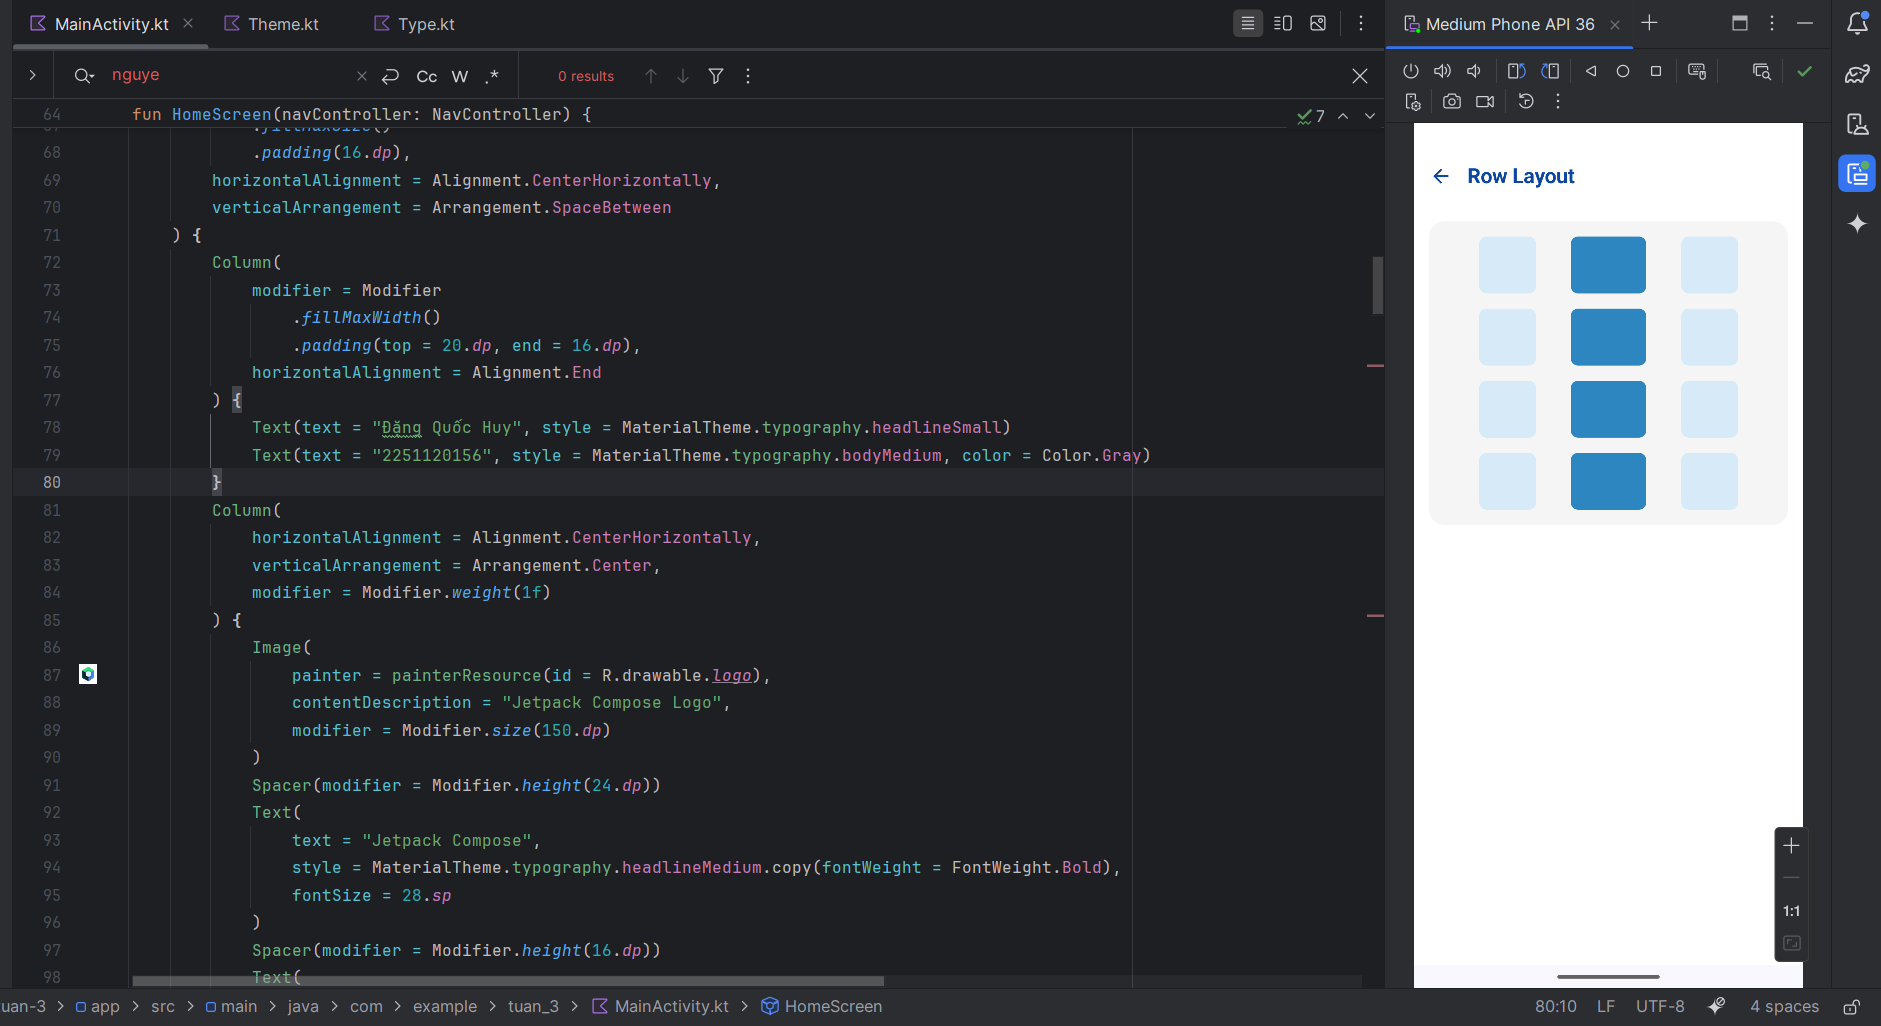 MainActivity.kt
Theme.kt
Type.kt
Medium Phone API 36
nguye
Cc W .*
0 results
64 fun HomeScreen(navController: NavController) {
7
67 .fillMaxSize()
68 .padding(16.dp),
69 horizontalAlignment = Alignment.CenterHorizontally,
70 verticalArrangement = Arrangement.SpaceBetween
71 ) {
72 Column(
73 modifier = Modifier
74 .fillMaxWidth()
75 .padding(top = 20.dp, end = 16.dp),
76 horizontalAlignment = Alignment.End
77 ) {
78 Text(text = "Đặng Quốc Huy", style = MaterialTheme.typography.headlineSmall)
79 Text(text = "2251120156", style = MaterialTheme.typography.bodyMedium, color = Color.Gray)
80 }
81 Column(
82 horizontalAlignment = Alignment.CenterHorizontally,
83 verticalArrangement = Arrangement.Center,
84 modifier = Modifier.weight(1f)
85 ) {
86 Image(
87 painter = painterResource(id = R.drawable.logo),
88 contentDescription = "Jetpack Compose Logo",
89 modifier = Modifier.size(150.dp)
90 )
91 Spacer(modifier = Modifier.height(24.dp))
92 Text(
93 text = "Jetpack Compose",
94 style = MaterialTheme.typography.headlineMedium.copy(fontWeight = FontWeight.Bold),
95 fontSize = 28.sp
96 )
97 Spacer(modifier = Modifier.height(16.dp))
98 Text(
Row Layout
1:1
uan-3 > app > src > main > java > com > example > tuan_3 > MainActivity.kt > HomeScreen
80:10 LF UTF-8 4 spaces